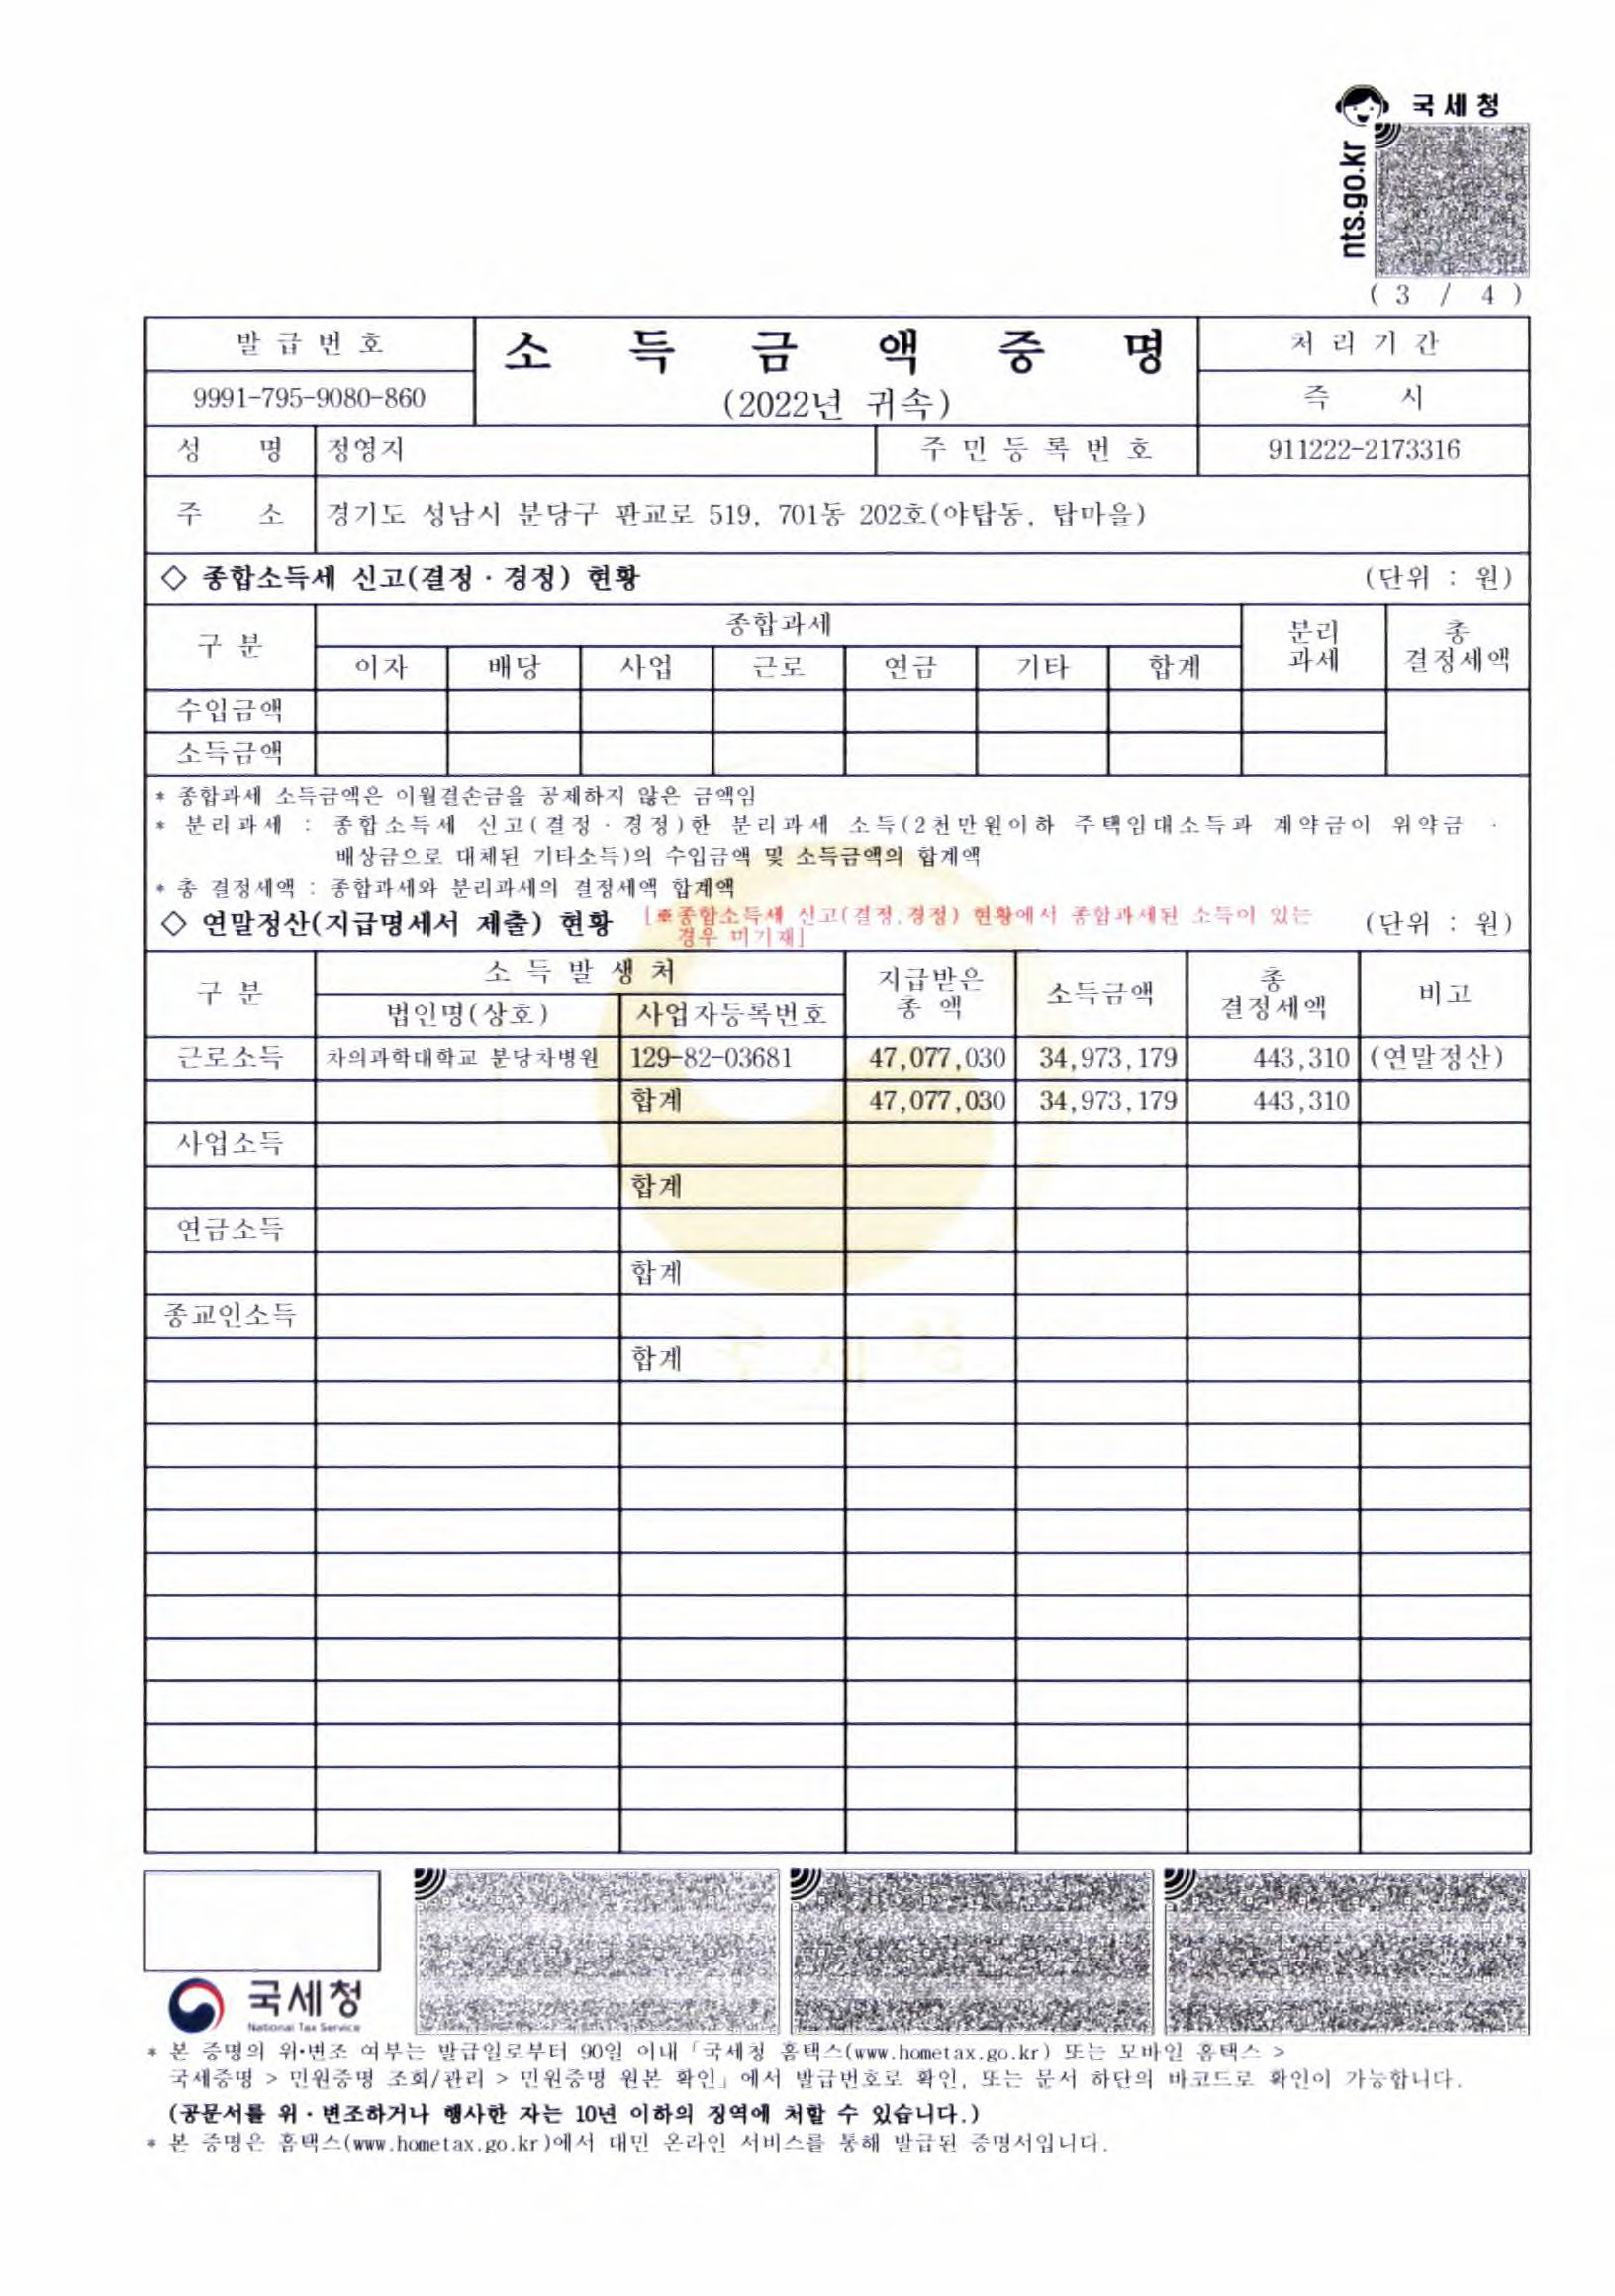 국세청
nts.go.kr
( 3 / 4 )
발 급 번 호
소 득 금 액 증 명
처 리 기 간
9991-795-9080-860
(2022년 귀속)
즉 시
성 명 정영지 주 민 등 록 번 호 911222-2173316
주 소 경기도 성남시 분당구 판교로 519, 701동 202호(야탑동, 탑마을)
◇ 종합소득세 신고(결정·경정) 현황 (단위 : 원)
구 분 종합과세 분리과세 총결정세액
이자 배당 사업 근로 연금 기타 합계
수입금액
소득금액
* 종합과세 소득금액은 이월결손금을 공제하지 않은 금액임
* 분리과세 : 종합소득세 신고(결정·경정)한 분리과세 소득(2천만원이하 주택임대소득과 계약금이 위약금·
배상금으로 대체된 기타소득)의 수입금액 및 소득금액의 합계액
* 총 결정세액 : 종합과세와 분리과세의 결정세액 합계액
◇ 연말정산(지급명세서 제출) 현황 [※종합소득세 신고(결정,경정) 현황에서 종합과세된 소득이 있는 (단위 : 원)
경우 미기재]
구 분 소 득 발 생 처 지급받은 총 액 소득금액 총 결정세액 비고
법인명(상호) 사업자등록번호
근로소득 차의과학대학교 분당차병원 129-82-03681 47,077,030 34,973,179 443,310 (연말정산)
합계 47,077,030 34,973,179 443,310
사업소득
합계
연금소득
합계
종교인소득
합계
국세청
National Tax Service
* 본 증명의 위·변조 여부는 발급일로부터 90일 이내「국세청 홈택스(www.hometax.go.kr) 또는 모바일 홈택스 >
국세증명 > 민원증명 조회/관리 > 민원증명 원본 확인」에서 발급번호로 확인, 또는 문서 하단의 바코드로 확인이 가능합니다.
(공문서를 위·변조하거나 행사한 자는 10년 이하의 징역에 처할 수 있습니다.)
* 본 증명은 홈택스(www.hometax.go.kr)에서 대민 온라인 서비스를 통해 발급된 증명서입니다.